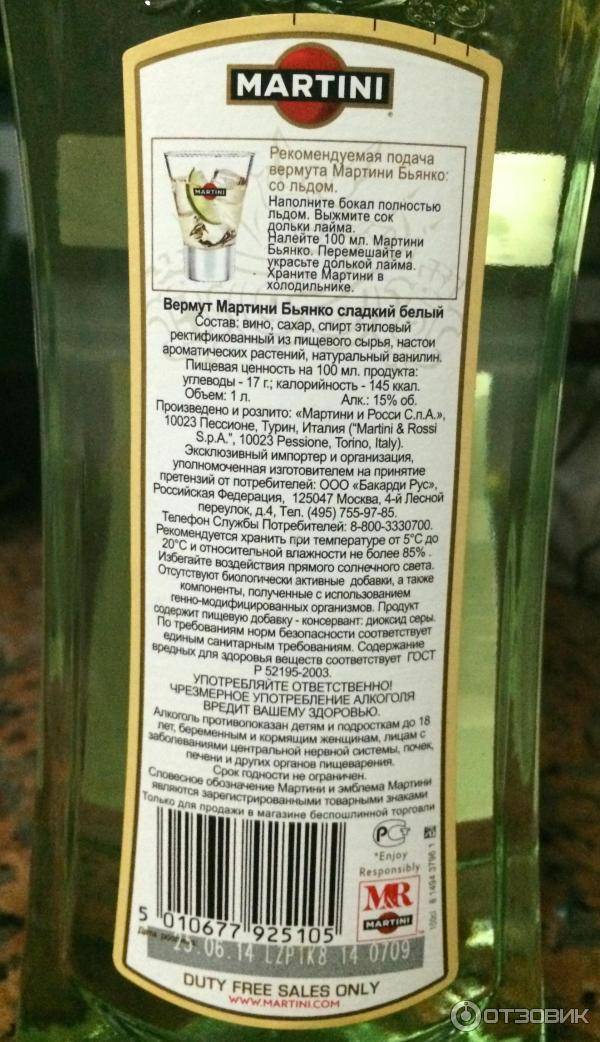 MARTINI
MARTINI
Рекомендуемая подача
вермута Мартини Бьянко:
со льдом.
Наполните бокал полностью
льдом. Выжмите сок
дольки лайма.
Налейте 100 мл. Мартини
Бьянко. Перемешайте и
украсьте долькой лайма.
Храните Мартини в
холодильнике.
Вермут Мартини Бьянко сладкий белый
Состав: вино, сахар, спирт этиловый
ректификованный из пищевого сырья, настои
ароматических растений, натуральный ванилин.
Пищевая ценность на 100 мл. продукта:
углеводы - 17 г.; калорийность - 145 ккал.
Объем: 1 л. Алк.: 15% об.
Произведено и розлито: «Мартини и Росси С.п.А.»,
10023 Пессионе, Турин, Италия ("Martini & Rossi
S.p.A.", 10023 Pessione, Torino, Italy).
Эксклюзивный импортер и организация,
уполномоченная изготовителем на принятие
претензий от потребителей: ООО «Бакарди Рус»,
Российская Федерация, 125047 Москва, 4-й Лесной
переулок, д.4, Тел. (495) 755-97-85.
Телефон Службы Потребителей: 8-800-3330700.
Рекомендуется хранить при температуре от 5°С до
20°С и относительной влажности не более 85% .
Избегайте воздействия прямого солнечного света.
Отсутствуют биологически активные добавки, а также
компоненты, полученные с использованием
генно-модифицированных организмов. Продукт
содержит пищевую добавку - консервант: диоксид серы.
По требованиям норм безопасности соответствует
единым санитарным требованиям. Содержание
вредных для здоровья веществ соответствует ГОСТ
Р 52195-2003.
УПОТРЕБЛЯЙТЕ ОТВЕТСТВЕННО!
ЧРЕЗМЕРНОЕ УПОТРЕБЛЕНИЕ АЛКОГОЛЯ
ВРЕДИТ ВАШЕМУ ЗДОРОВЬЮ.
Алкоголь противопоказан детям и подросткам до 18
лет, беременным и кормящим женщинам, лицам с
заболеваниями центральной нервной системы, почек,
печени и других органов пищеварения.
Срок годности не ограничен.
Словесное обозначение Мартини и эмблема Мартини
являются зарегистрированными товарными знаками
Только для продажи в магазине беспошлинной торговли
*Enjoy
Responsibly
M&R
MARTINI
100cl 8 1494 3796 1
5 010677 925105
Дата
23.06.14 LZP1K8 14 0709
DUTY FREE SALES ONLY
WWW.MARTINI.COM
ОТЗОВИК